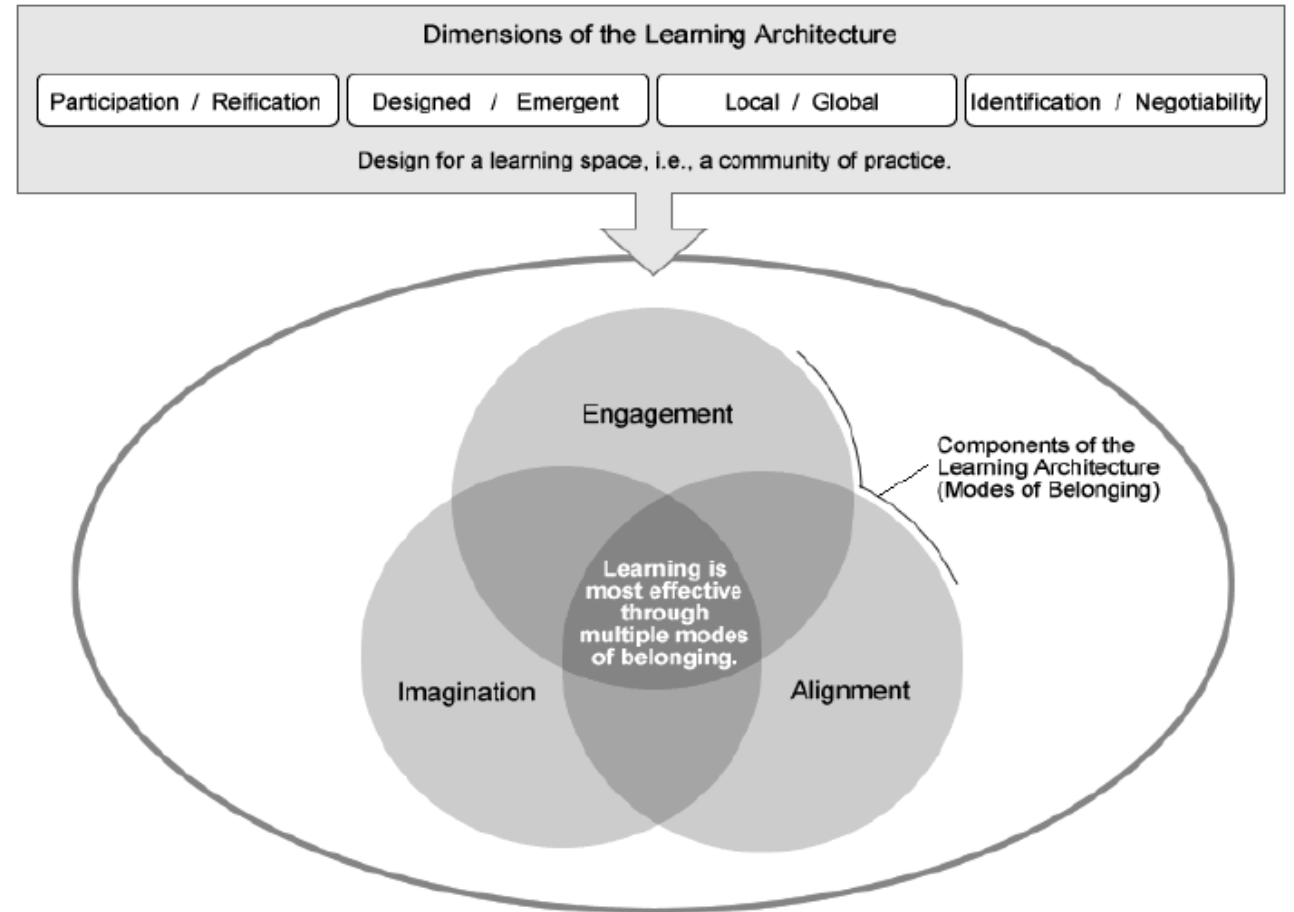 Dimensions of the Learning Architecture
Participation / Reification
Designed / Emergent
Local / Global
Identification / Negotiability
Design for a learning space, i.e., a community of practice.
Engagement
Components of the
Learning Architecture
(Modes of Belonging)
Learning is
most effective
through
multiple modes
of belonging.
Imagination
Alignment